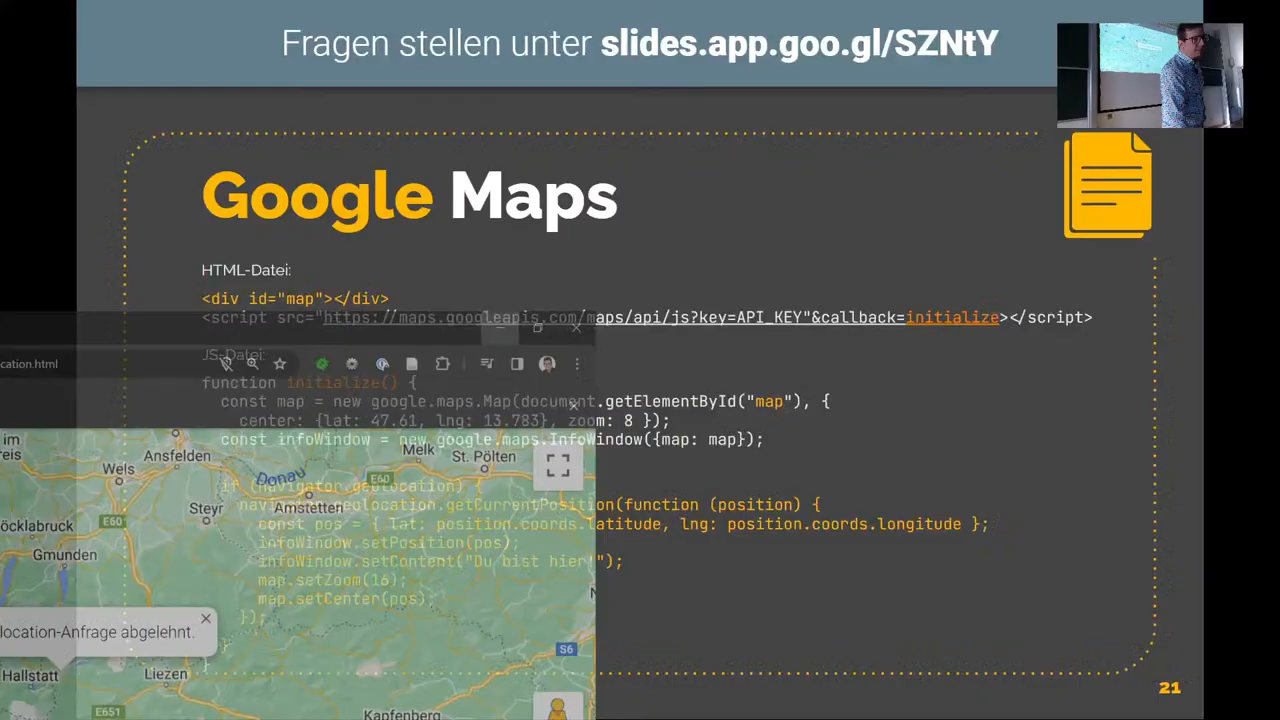 Fragen stellen unter slides.app.goo.gl/SZNtY
Google Maps
HTML-Datei:
<div id="map"></div>
<script src="https://maps.googleapis.com/maps/api/js?key=API_KEY"&callback=initialize></script>
JS-Datei:
function initialize() {
const map = new google.maps.Map(document.getElementById("map"), {
center: {lat: 47.61, lng: 13.783}, zoom: 8 });
const infoWindow = new google.maps.InfoWindow({map: map});
if (navigator.geolocation)
navigator.geolocation.getCurrentPosition(function (position) {
const pos = { lat: position.coords.latitude, lng: position.coords.longitude };
infoWindow.setPosition(pos);
infoWindow.setContent("Du bist hier!");
map.setZoom(16);
map.setCenter(pos);
});
}
}
21
cation.html
im
reis
Wels
Ansfelden
Donau
Melk
St. Pölten
E60
Steyr
Amstetten
öcklabruck
E60
Gmunden
location-Anfrage abgelehnt.
Hallstatt
Liezen
S6
E651
Kapfenberg